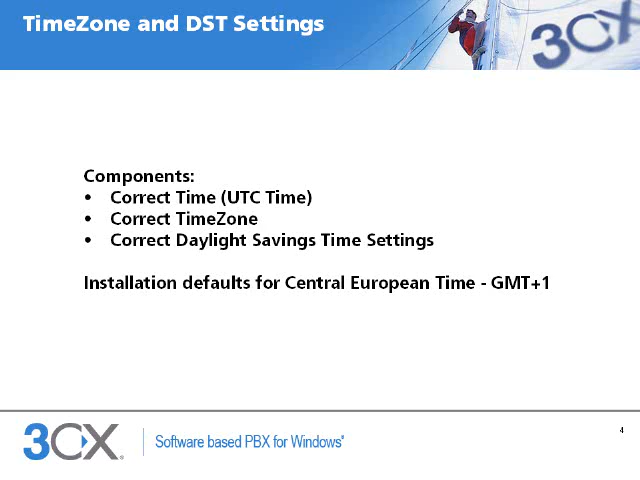 TimeZone and DST Settings
3CX
Components:
• Correct Time (UTC Time)
• Correct TimeZone
• Correct Daylight Savings Time Settings
Installation defaults for Central European Time - GMT+1
3CX®
Software based PBX for Windows®
4